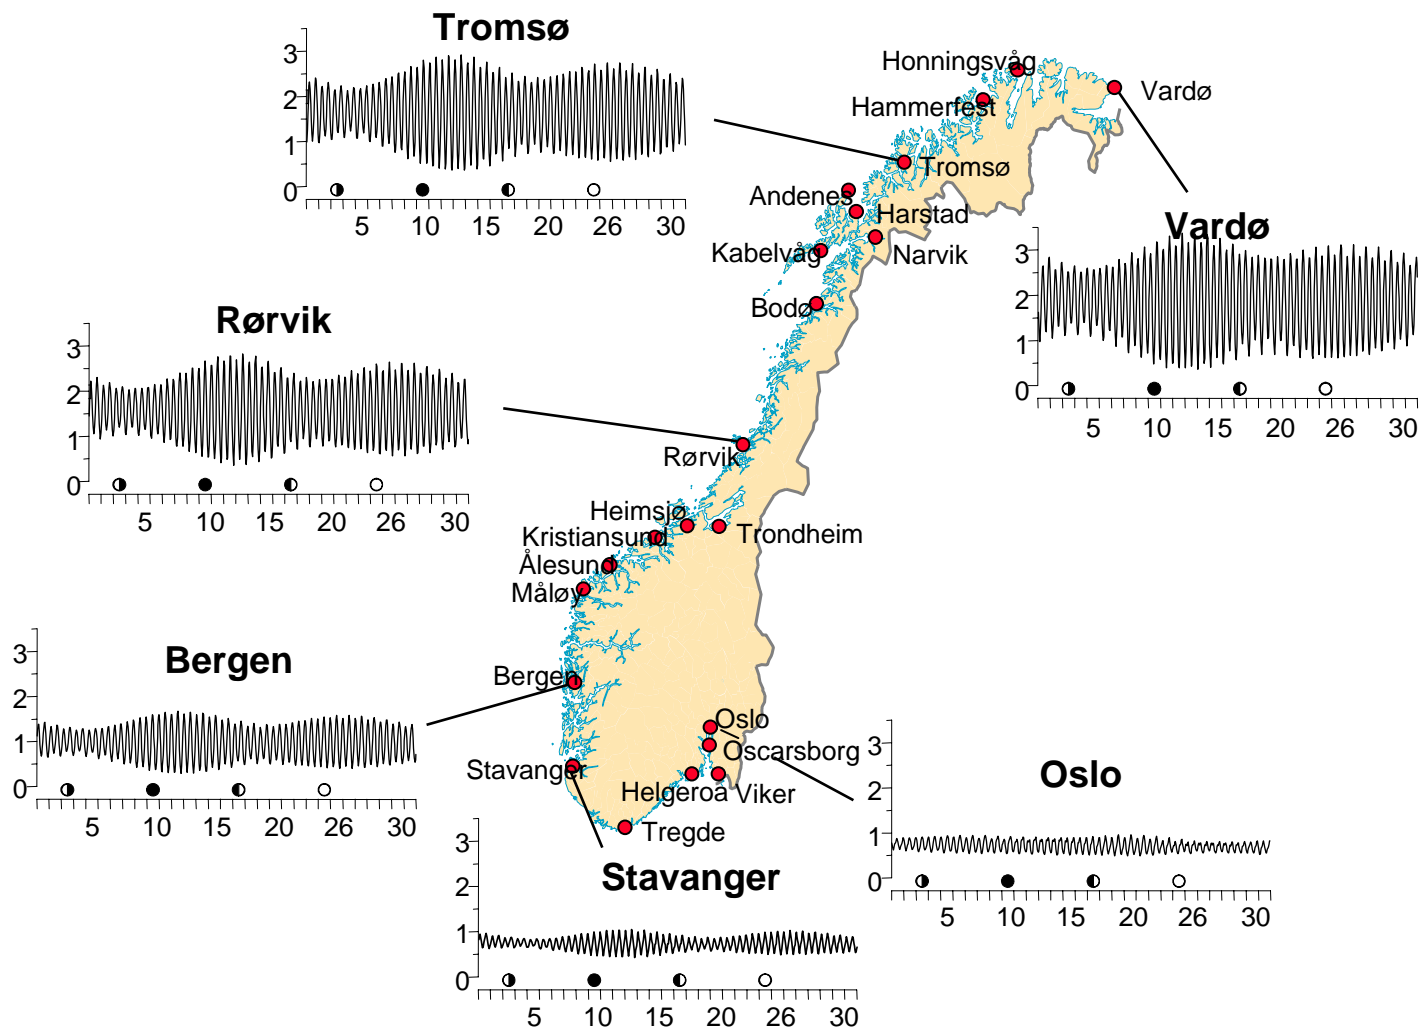 Tromsø
3
2
1
0
5 10 15 20 26 30
Honningsvåg
Hammerfest
Vardø
Tromsø
Andenes
Harstad
Kabelvåg
Narvik
Bodø
Vardø
3
2
1
0
5 10 15 20 26 30
Rørvik
3
2
1
0
5 10 15 20 26 30
Rørvik
Heimsjø
Kristiansund
Trondheim
Ålesund
Måløy
Bergen
3
2
1
0
5 10 15 20 26 30
Bergen
Stavanger
Oslo
Oscarsborg
Helgeroa
Viker
Tregde
Oslo
3
2
1
0
5 10 15 20 26 30
Stavanger
3
2
1
0
5 10 15 20 26 30